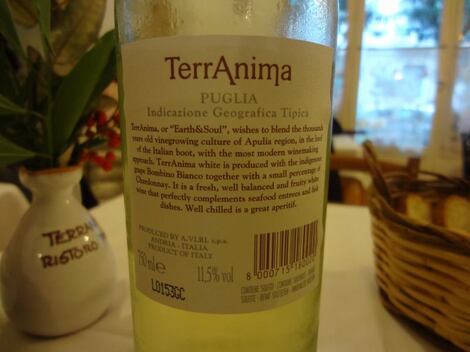 TerrAnima
PUGLIA
Indicazione Geografica Tipica
TerrAnima, or "Earth&Soul", wishes to blend the thousand
years old vinegrowing culture of Apulia region, in the heel
of the Italian boot, with the most modern winemaking
approach. TerrAnima white is produced with the indigenous
grape Bombino Bianco together with a small percentage of
Chardonnay. It is a fresh, well balanced and fruity white
wine that perfectly complements seafood entrees and fish
dishes. Well chilled is a great aperitif.
PRODUCED BY A.VI.RI. s.p.a.
ANDRIA - ITALIA
PRODUCT OF ITALY
750 ml e
11,5% vol
L0153GC
8 000715
TERRA
RISTORO